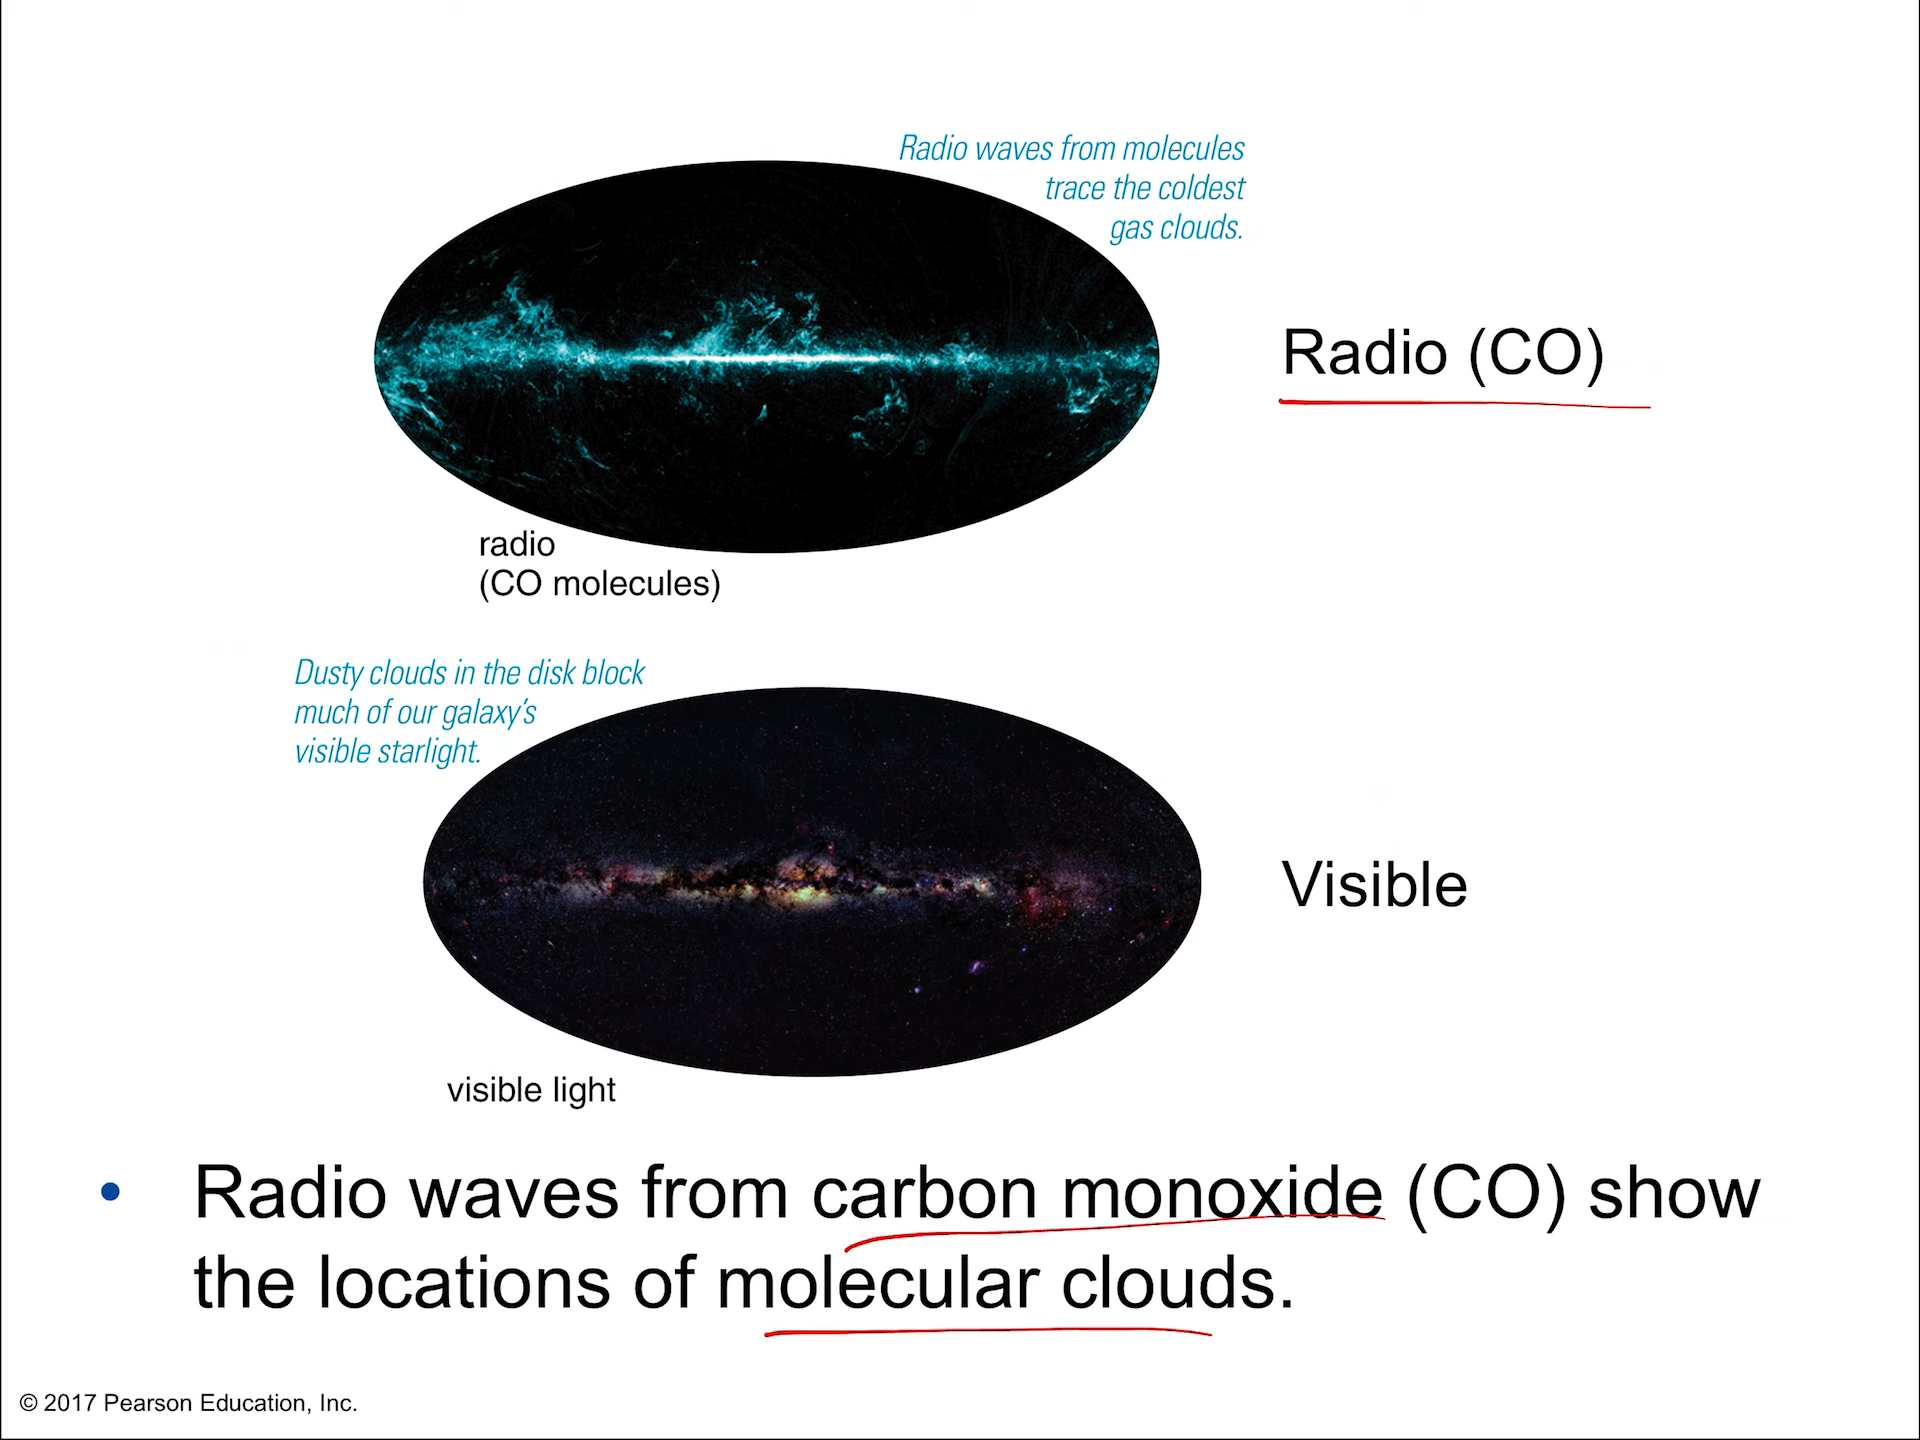 Radio waves from molecules
trace the coldest
gas clouds.
Radio (CO)
radio
(CO molecules)
Dusty clouds in the disk block
much of our galaxy’s
visible starlight.
Visible
visible light
• Radio waves from carbon monoxide (CO) show
the locations of molecular clouds.
© 2017 Pearson Education, Inc.